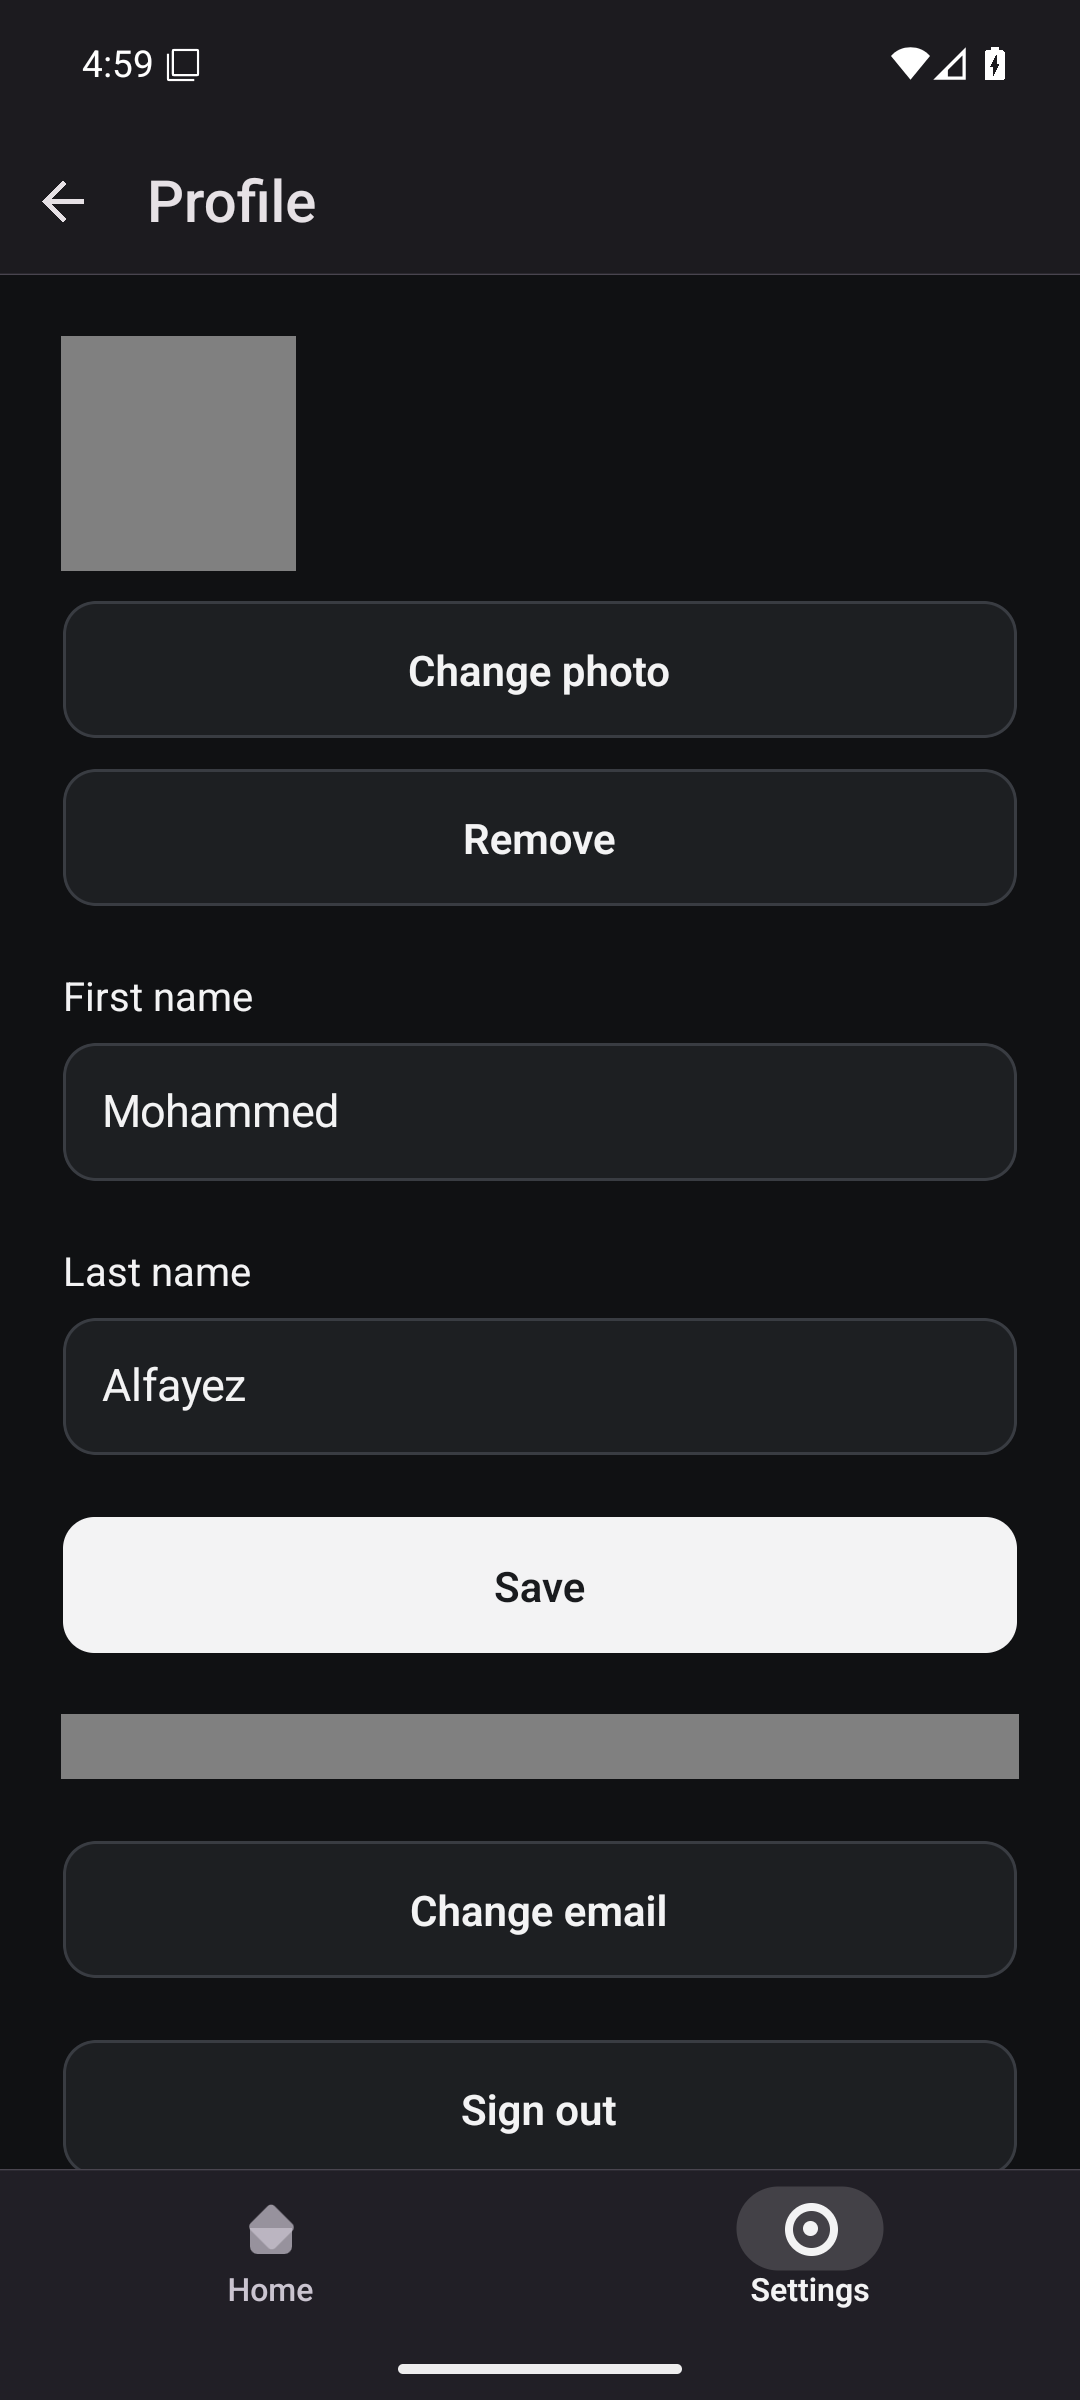 4:59
Profile
Change photo
Remove
First name
Mohammed
Last name
Alfayez
Save
Change email
Sign out
Home
Settings